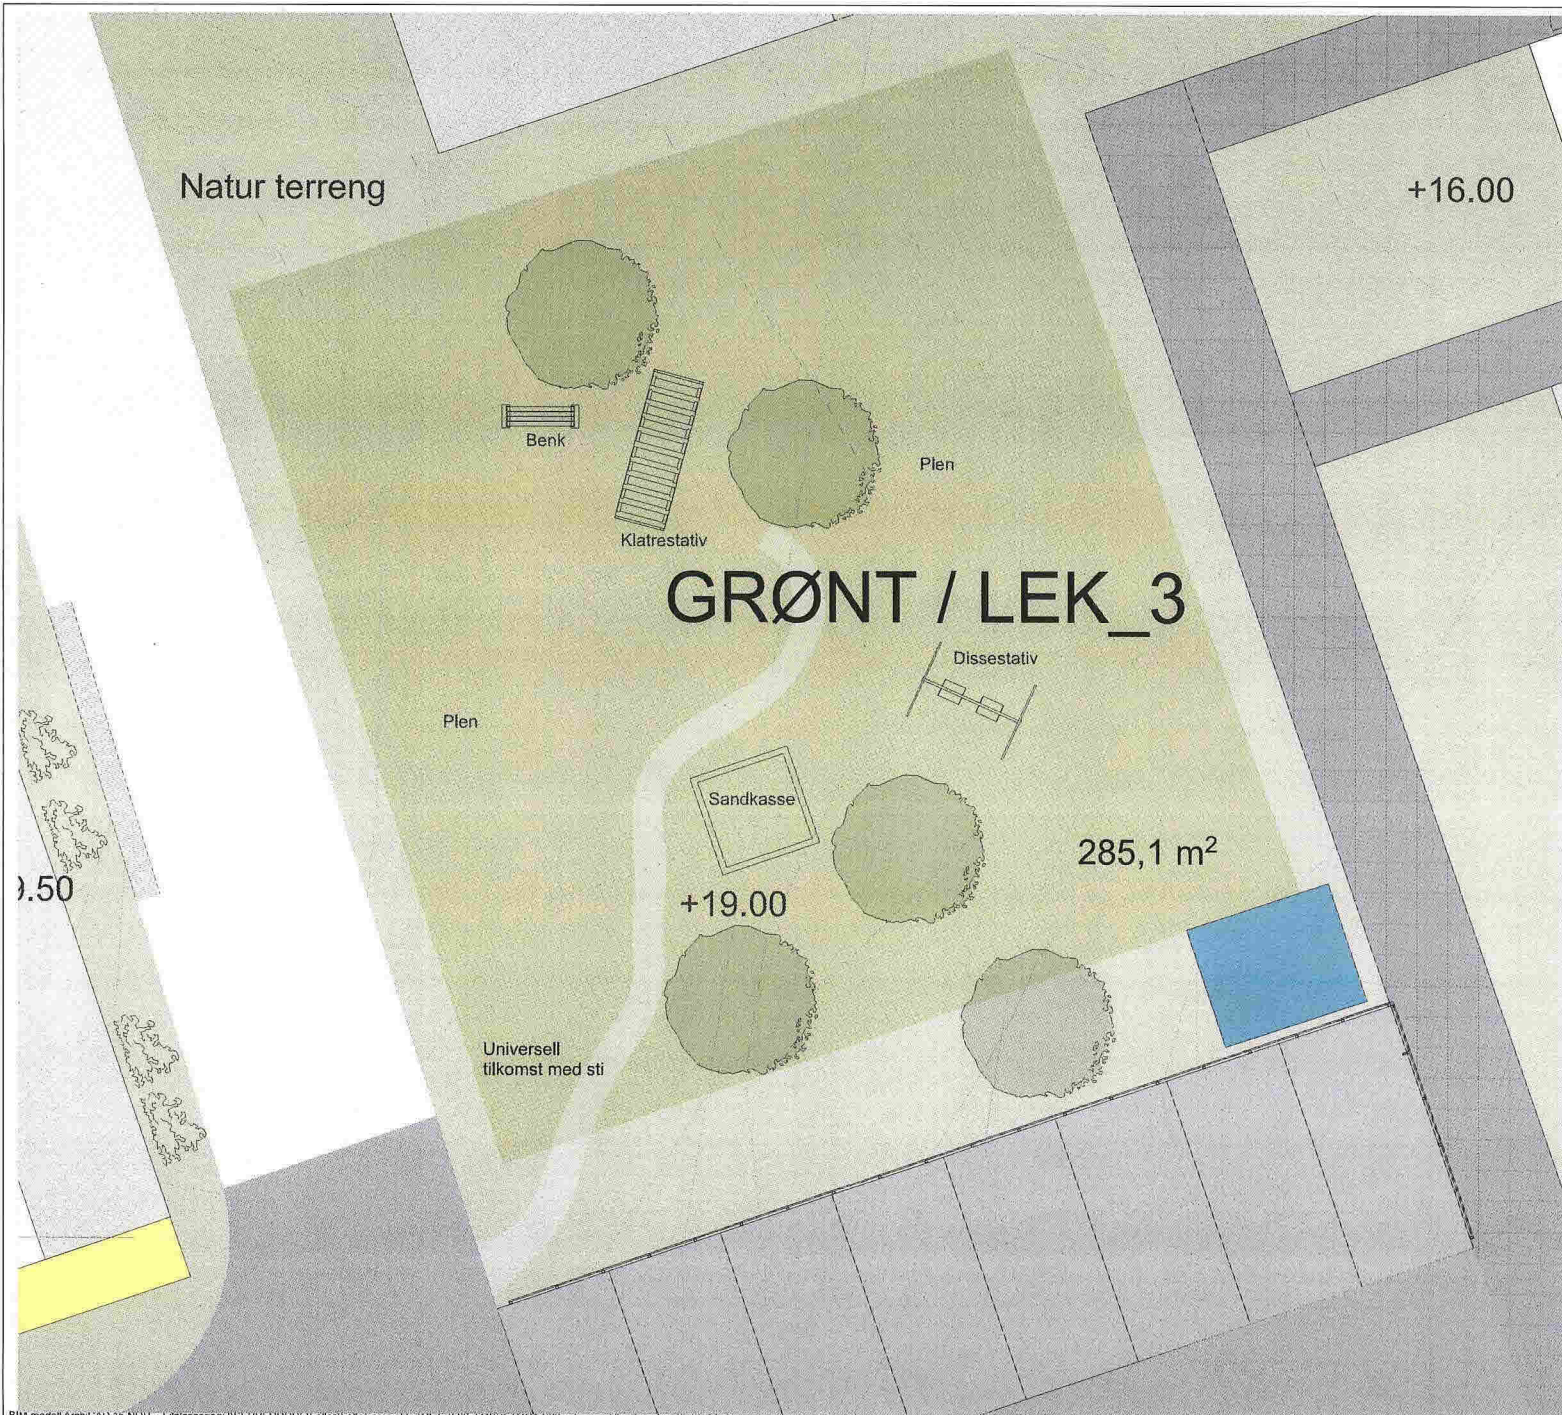 Natur terreng
+16.00
Benk
Plen
Klatrestativ
GRØNT / LEK_3
Dissestativ
Plen
Sandkasse
285,1 m²
9.50
+19.00
Universell
tilkomst med sti